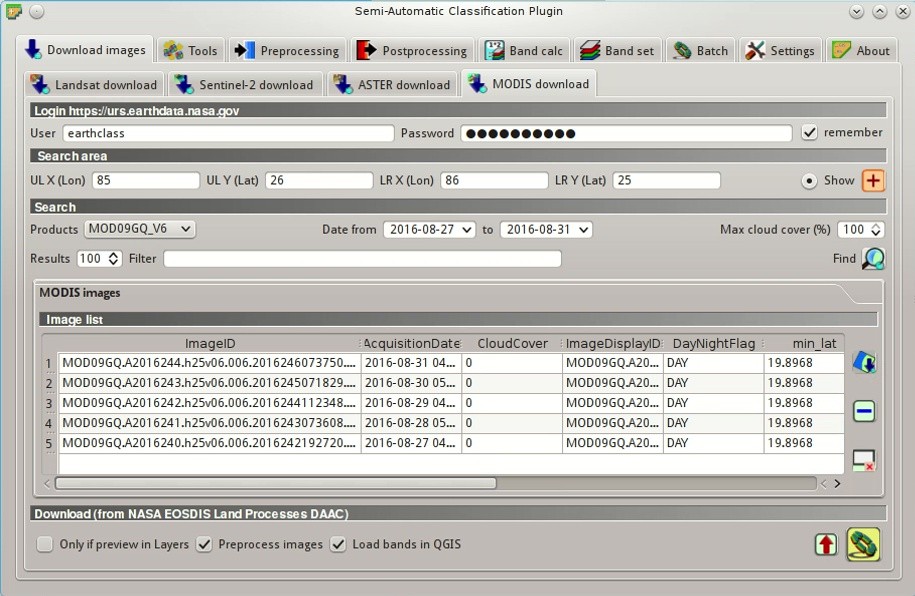 Semi-Automatic Classification Plugin
Download images Tools Preprocessing Postprocessing Band calc Band set Batch Settings About
Landsat download Sentinel-2 download ASTER download MODIS download
Login https://urs.earthdata.nasa.gov
User earthclass Password ●●●●●●●●●● remember
Search area
UL X (Lon) 85 UL Y (Lat) 26 LR X (Lon) 86 LR Y (Lat) 25 Show
Search
Products MOD09GQ_V6 Date from 2016-08-27 to 2016-08-31 Max cloud cover (%) 100
Results 100 Filter Find
MODIS images
Image list
ImageID AcquisitionDate CloudCover ImageDisplayID DayNightFlag min_lat
1 MOD09GQ.A2016244.h25v06.006.2016246073750.... 2016-08-31 04... 0 MOD09GQ.A20... DAY 19.8968
2 MOD09GQ.A2016243.h25v06.006.2016245071829.... 2016-08-30 05... 0 MOD09GQ.A20... DAY 19.8968
3 MOD09GQ.A2016242.h25v06.006.2016244112348.... 2016-08-29 04... 0 MOD09GQ.A20... DAY 19.8968
4 MOD09GQ.A2016241.h25v06.006.2016243073608.... 2016-08-28 05... 0 MOD09GQ.A20... DAY 19.8968
5 MOD09GQ.A2016240.h25v06.006.2016242192720.... 2016-08-27 04... 0 MOD09GQ.A20... DAY 19.8968
Download (from NASA EOSDIS Land Processes DAAC)
Only if preview in Layers Preprocess images Load bands in QGIS